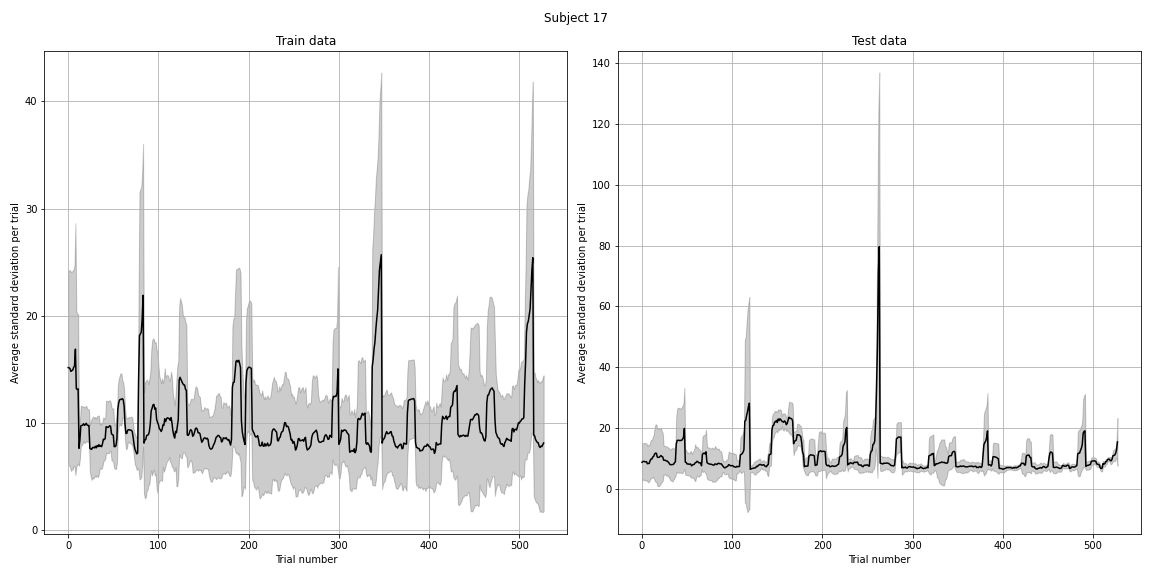 Subject 17
Train data
Average standard deviation per trial
40
30
20
10
0
0 100 200 300 400 500
Trial number
Test data
Average standard deviation per trial
140
120
100
80
60
40
20
0
0 100 200 300 400 500
Trial number